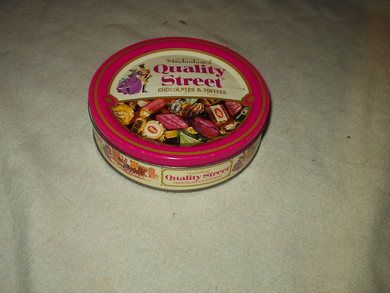 Mackintosh's
Quality
Street
CHOCOLATES & TOFFEES
Quality Street
CHOCOLATES & TOFFEES